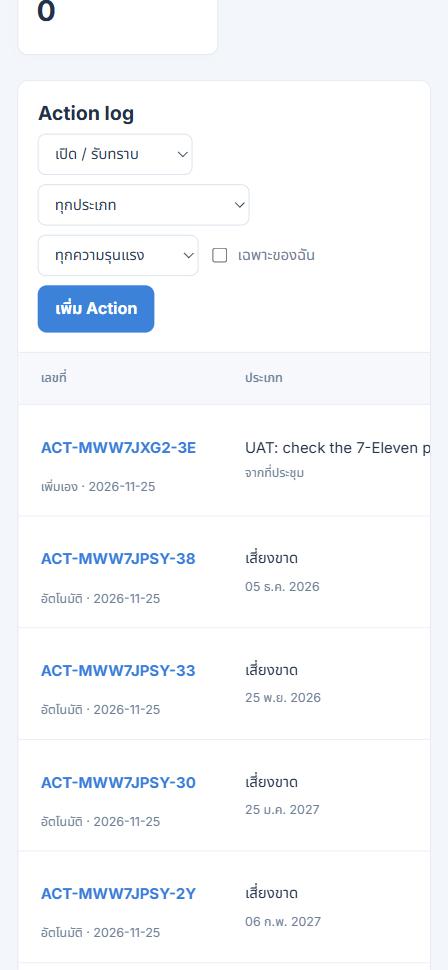 0
Action log
เปิด / รับทราบ
ทุกประเภท
ทุกความรุนแรง
เฉพาะของฉัน
เพิ่ม Action
เลขที่ ประเภท
ACT-MWW7JXG2-3E UAT: check the 7-Eleven p
จากที่ประชุม
เพิ่มเอง · 2026-11-25
ACT-MWW7JPSY-38 เสี่ยงขาด
05 ธ.ค. 2026
อัตโนมัติ · 2026-11-25
ACT-MWW7JPSY-33 เสี่ยงขาด
25 พ.ย. 2026
อัตโนมัติ · 2026-11-25
ACT-MWW7JPSY-30 เสี่ยงขาด
25 ม.ค. 2027
อัตโนมัติ · 2026-11-25
ACT-MWW7JPSY-2Y เสี่ยงขาด
06 ก.พ. 2027
อัตโนมัติ · 2026-11-25